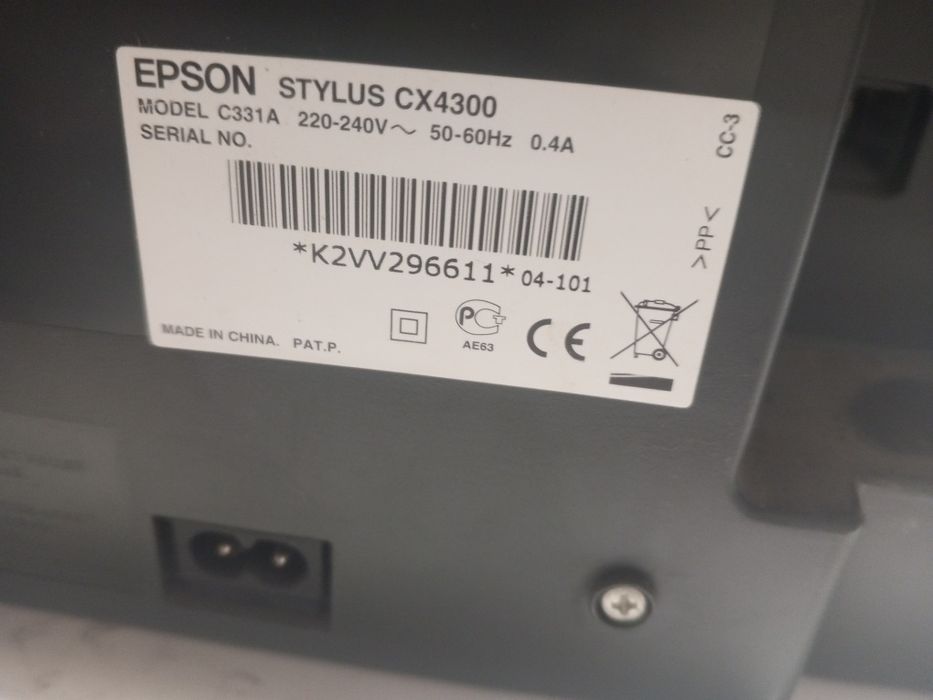 EPSON STYLUS CX4300
MODEL C331A 220-240V~ 50-60Hz 0.4A
SERIAL NO.
*K2VV296611* 04-101
MADE IN CHINA. PAT.P.
PCT
AE63
CE
CC-3
>PP<